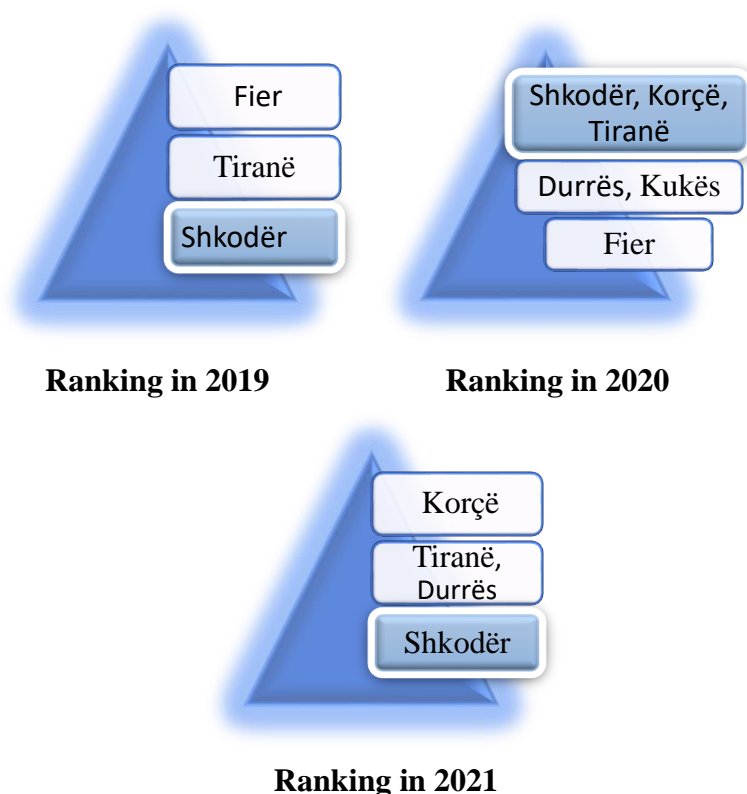 Fier
Tiranë
Shkodër
Ranking in 2019
Shkodër, Korçë,
Tiranë
Durrës, Kukës
Fier
Ranking in 2020
Korçë
Tiranë,
Durrës
Shkodër
Ranking in 2021